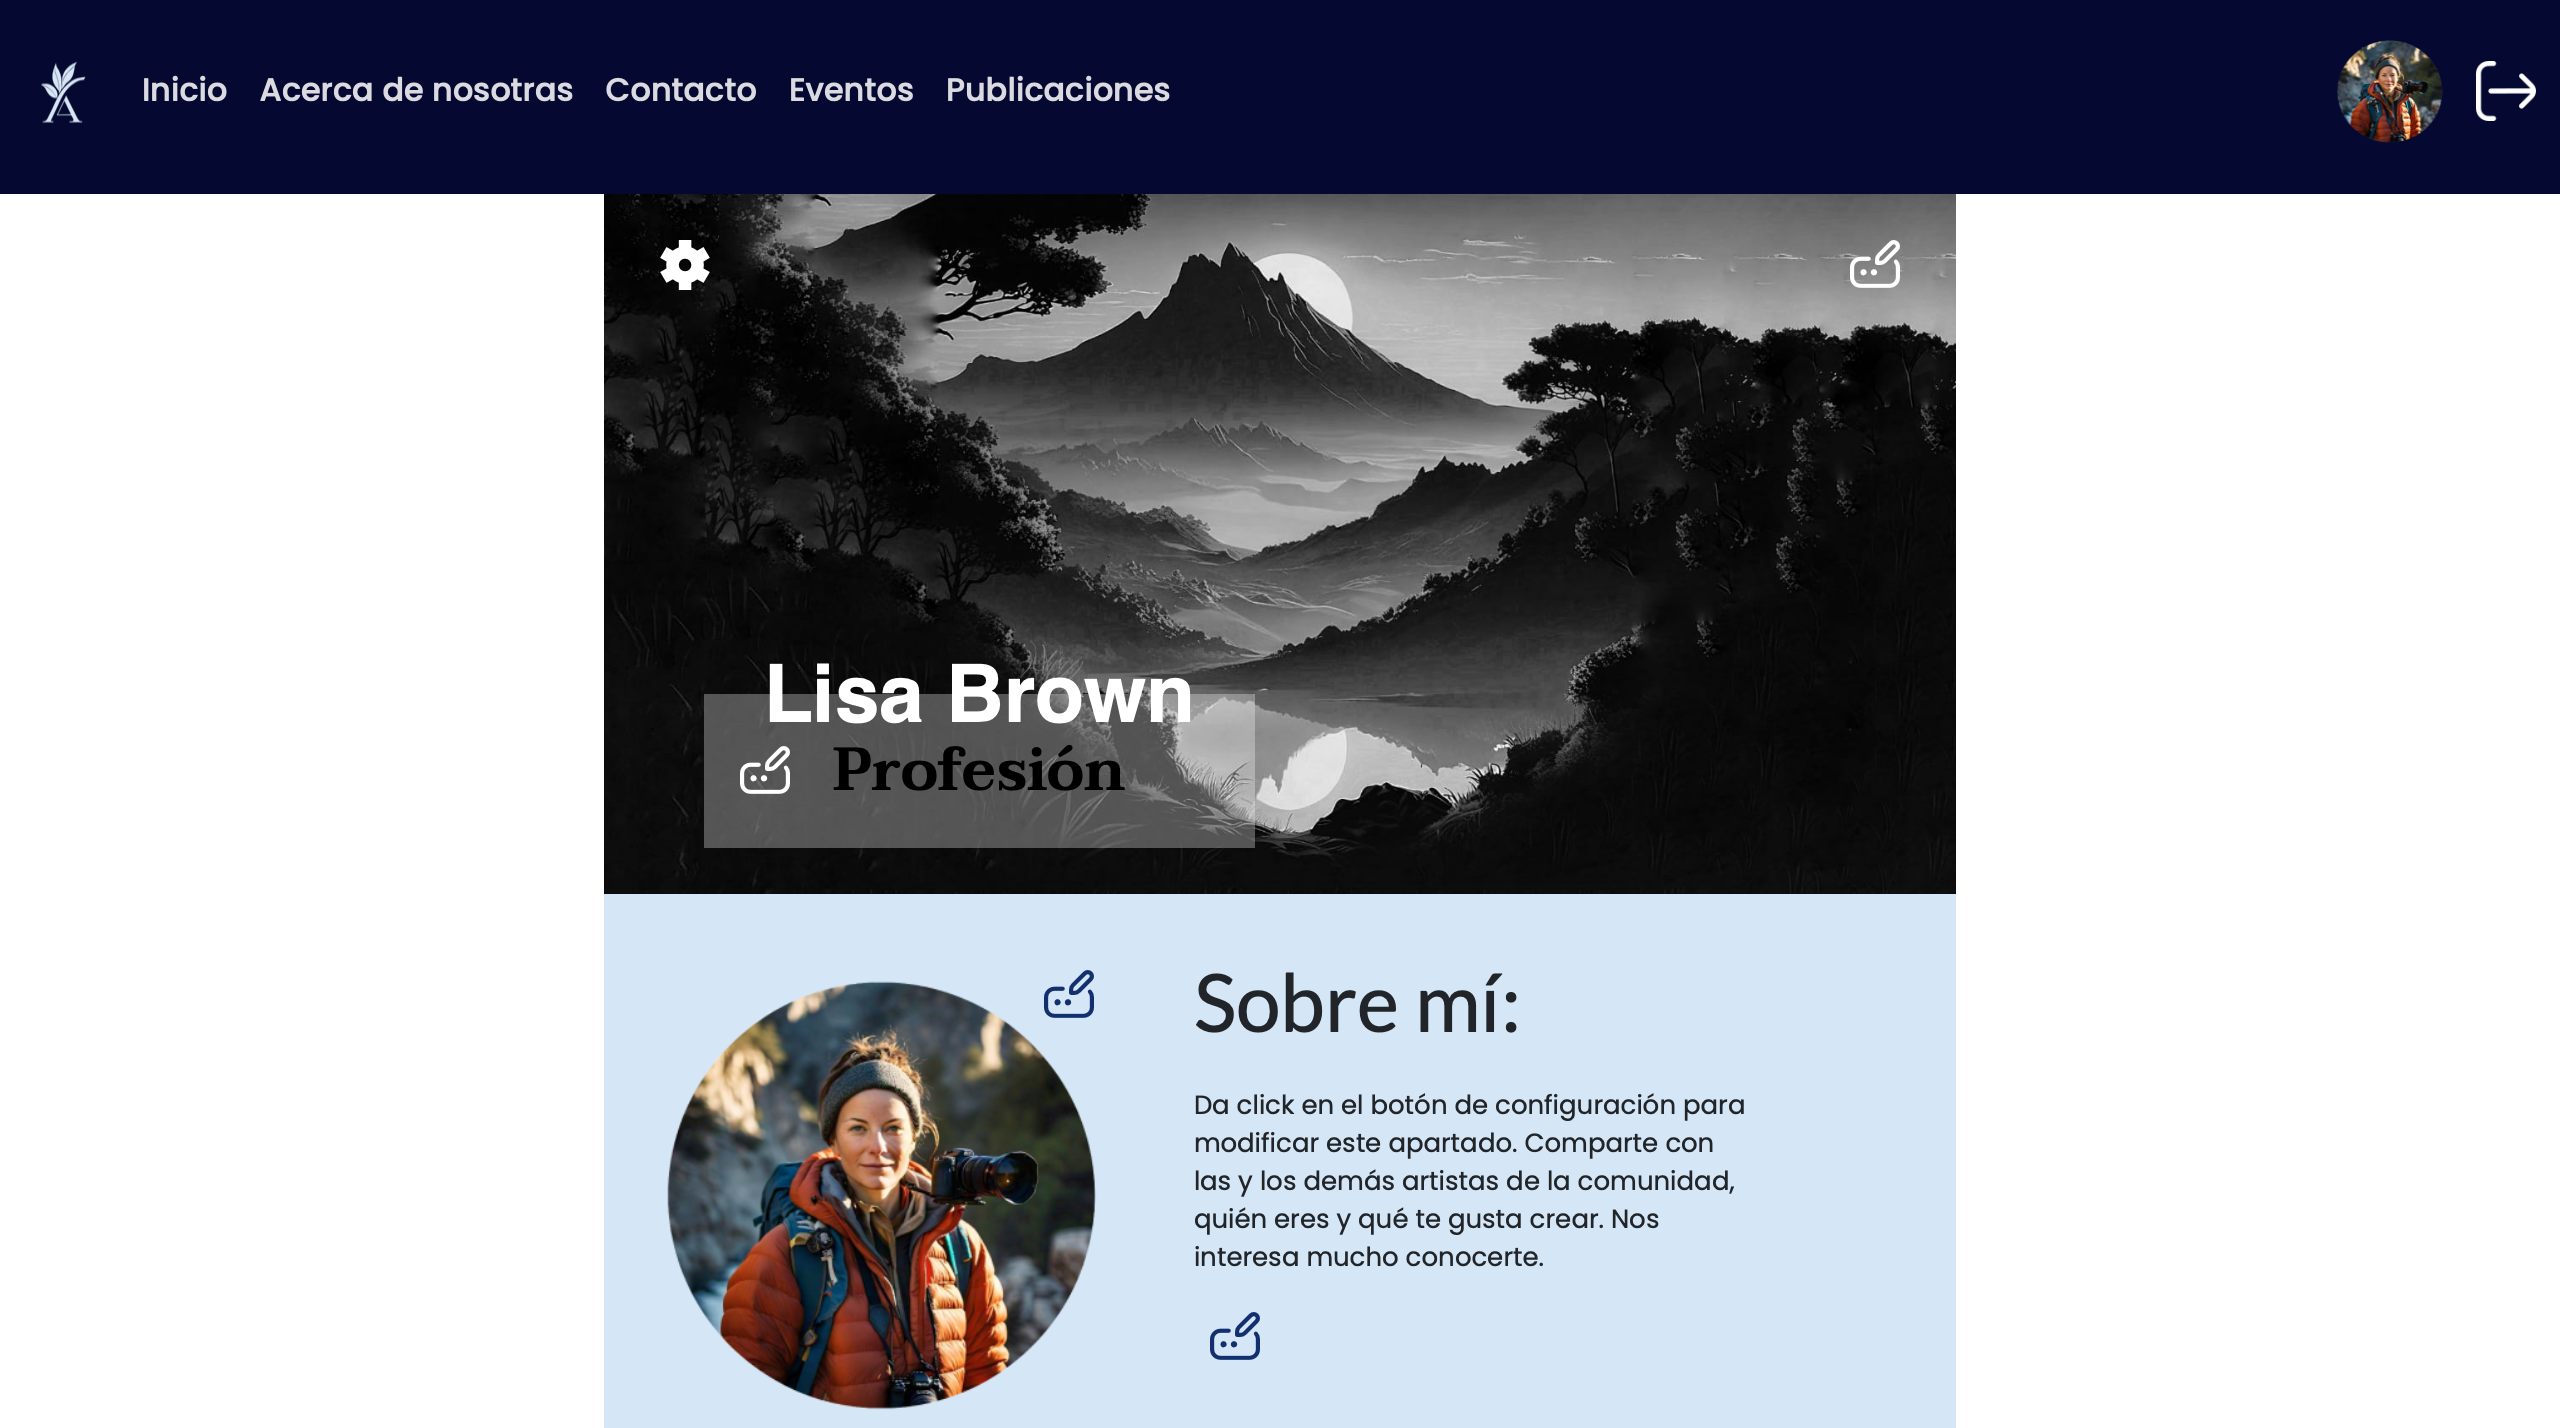 Inicio Acerca de nosotras Contacto Eventos Publicaciones
Lisa Brown
Profesión
Sobre mí:
Da click en el botón de configuración para
modificar este apartado. Comparte con
las y los demás artistas de la comunidad,
quién eres y qué te gusta crear. Nos
interesa mucho conocerte.